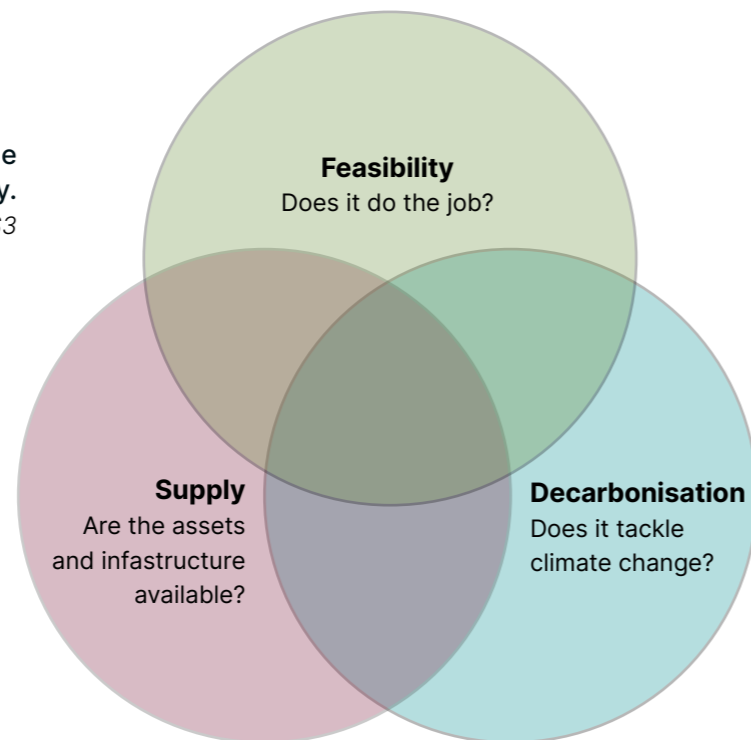 e
y.
63
Feasibility
Does it do the job?
Supply
Are the assets
and infastructure
available?
Decarbonisation
Does it tackle
climate change?